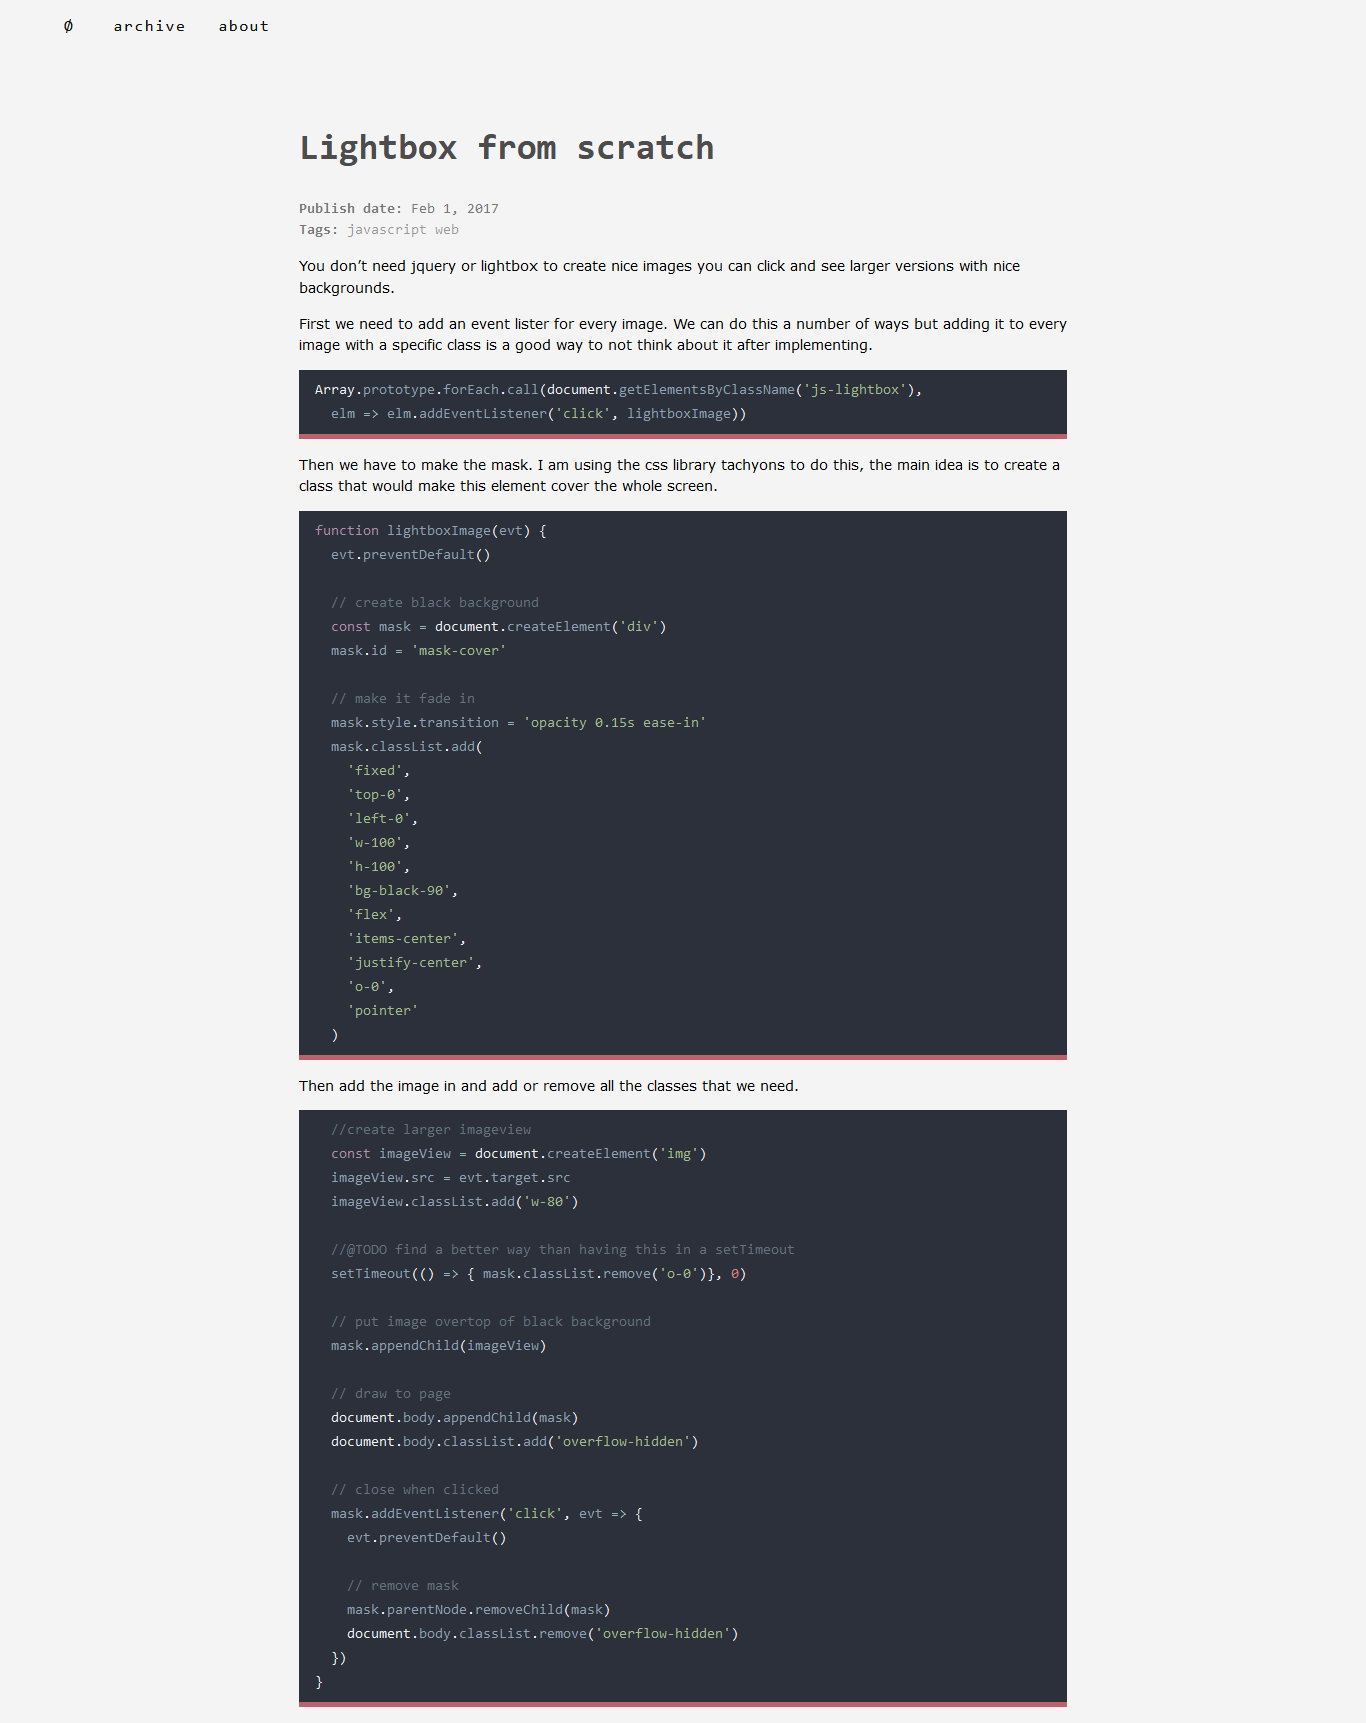 ∅ archive about
Lightbox from scratch
Publish date: Feb 1, 2017
Tags: javascript web
You don’t need jquery or lightbox to create nice images you can click and see larger versions with nice
backgrounds.
First we need to add an event lister for every image. We can do this a number of ways but adding it to every
image with a specific class is a good way to not think about it after implementing.
Array.prototype.forEach.call(document.getElementsByClassName('js-lightbox'),
  elm => elm.addEventListener('click', lightboxImage))
Then we have to make the mask. I am using the css library tachyons to do this, the main idea is to create a
class that would make this element cover the whole screen.
function lightboxImage(evt) {
  evt.preventDefault()
  // create black background
  const mask = document.createElement('div')
  mask.id = 'mask-cover'
  // make it fade in
  mask.style.transition = 'opacity 0.15s ease-in'
  mask.classList.add(
    'fixed',
    'top-0',
    'left-0',
    'w-100',
    'h-100',
    'bg-black-90',
    'flex',
    'items-center',
    'justify-center',
    'o-0',
    'pointer'
  )
Then add the image in and add or remove all the classes that we need.
  //create larger imageview
  const imageView = document.createElement('img')
  imageView.src = evt.target.src
  imageView.classList.add('w-80')
  //@TODO find a better way than having this in a setTimeout
  setTimeout(() => { mask.classList.remove('o-0')}, 0)
  // put image overtop of black background
  mask.appendChild(imageView)
  // draw to page
  document.body.appendChild(mask)
  document.body.classList.add('overflow-hidden')
  // close when clicked
  mask.addEventListener('click', evt => {
    evt.preventDefault()
    // remove mask
    mask.parentNode.removeChild(mask)
    document.body.classList.remove('overflow-hidden')
  })
}